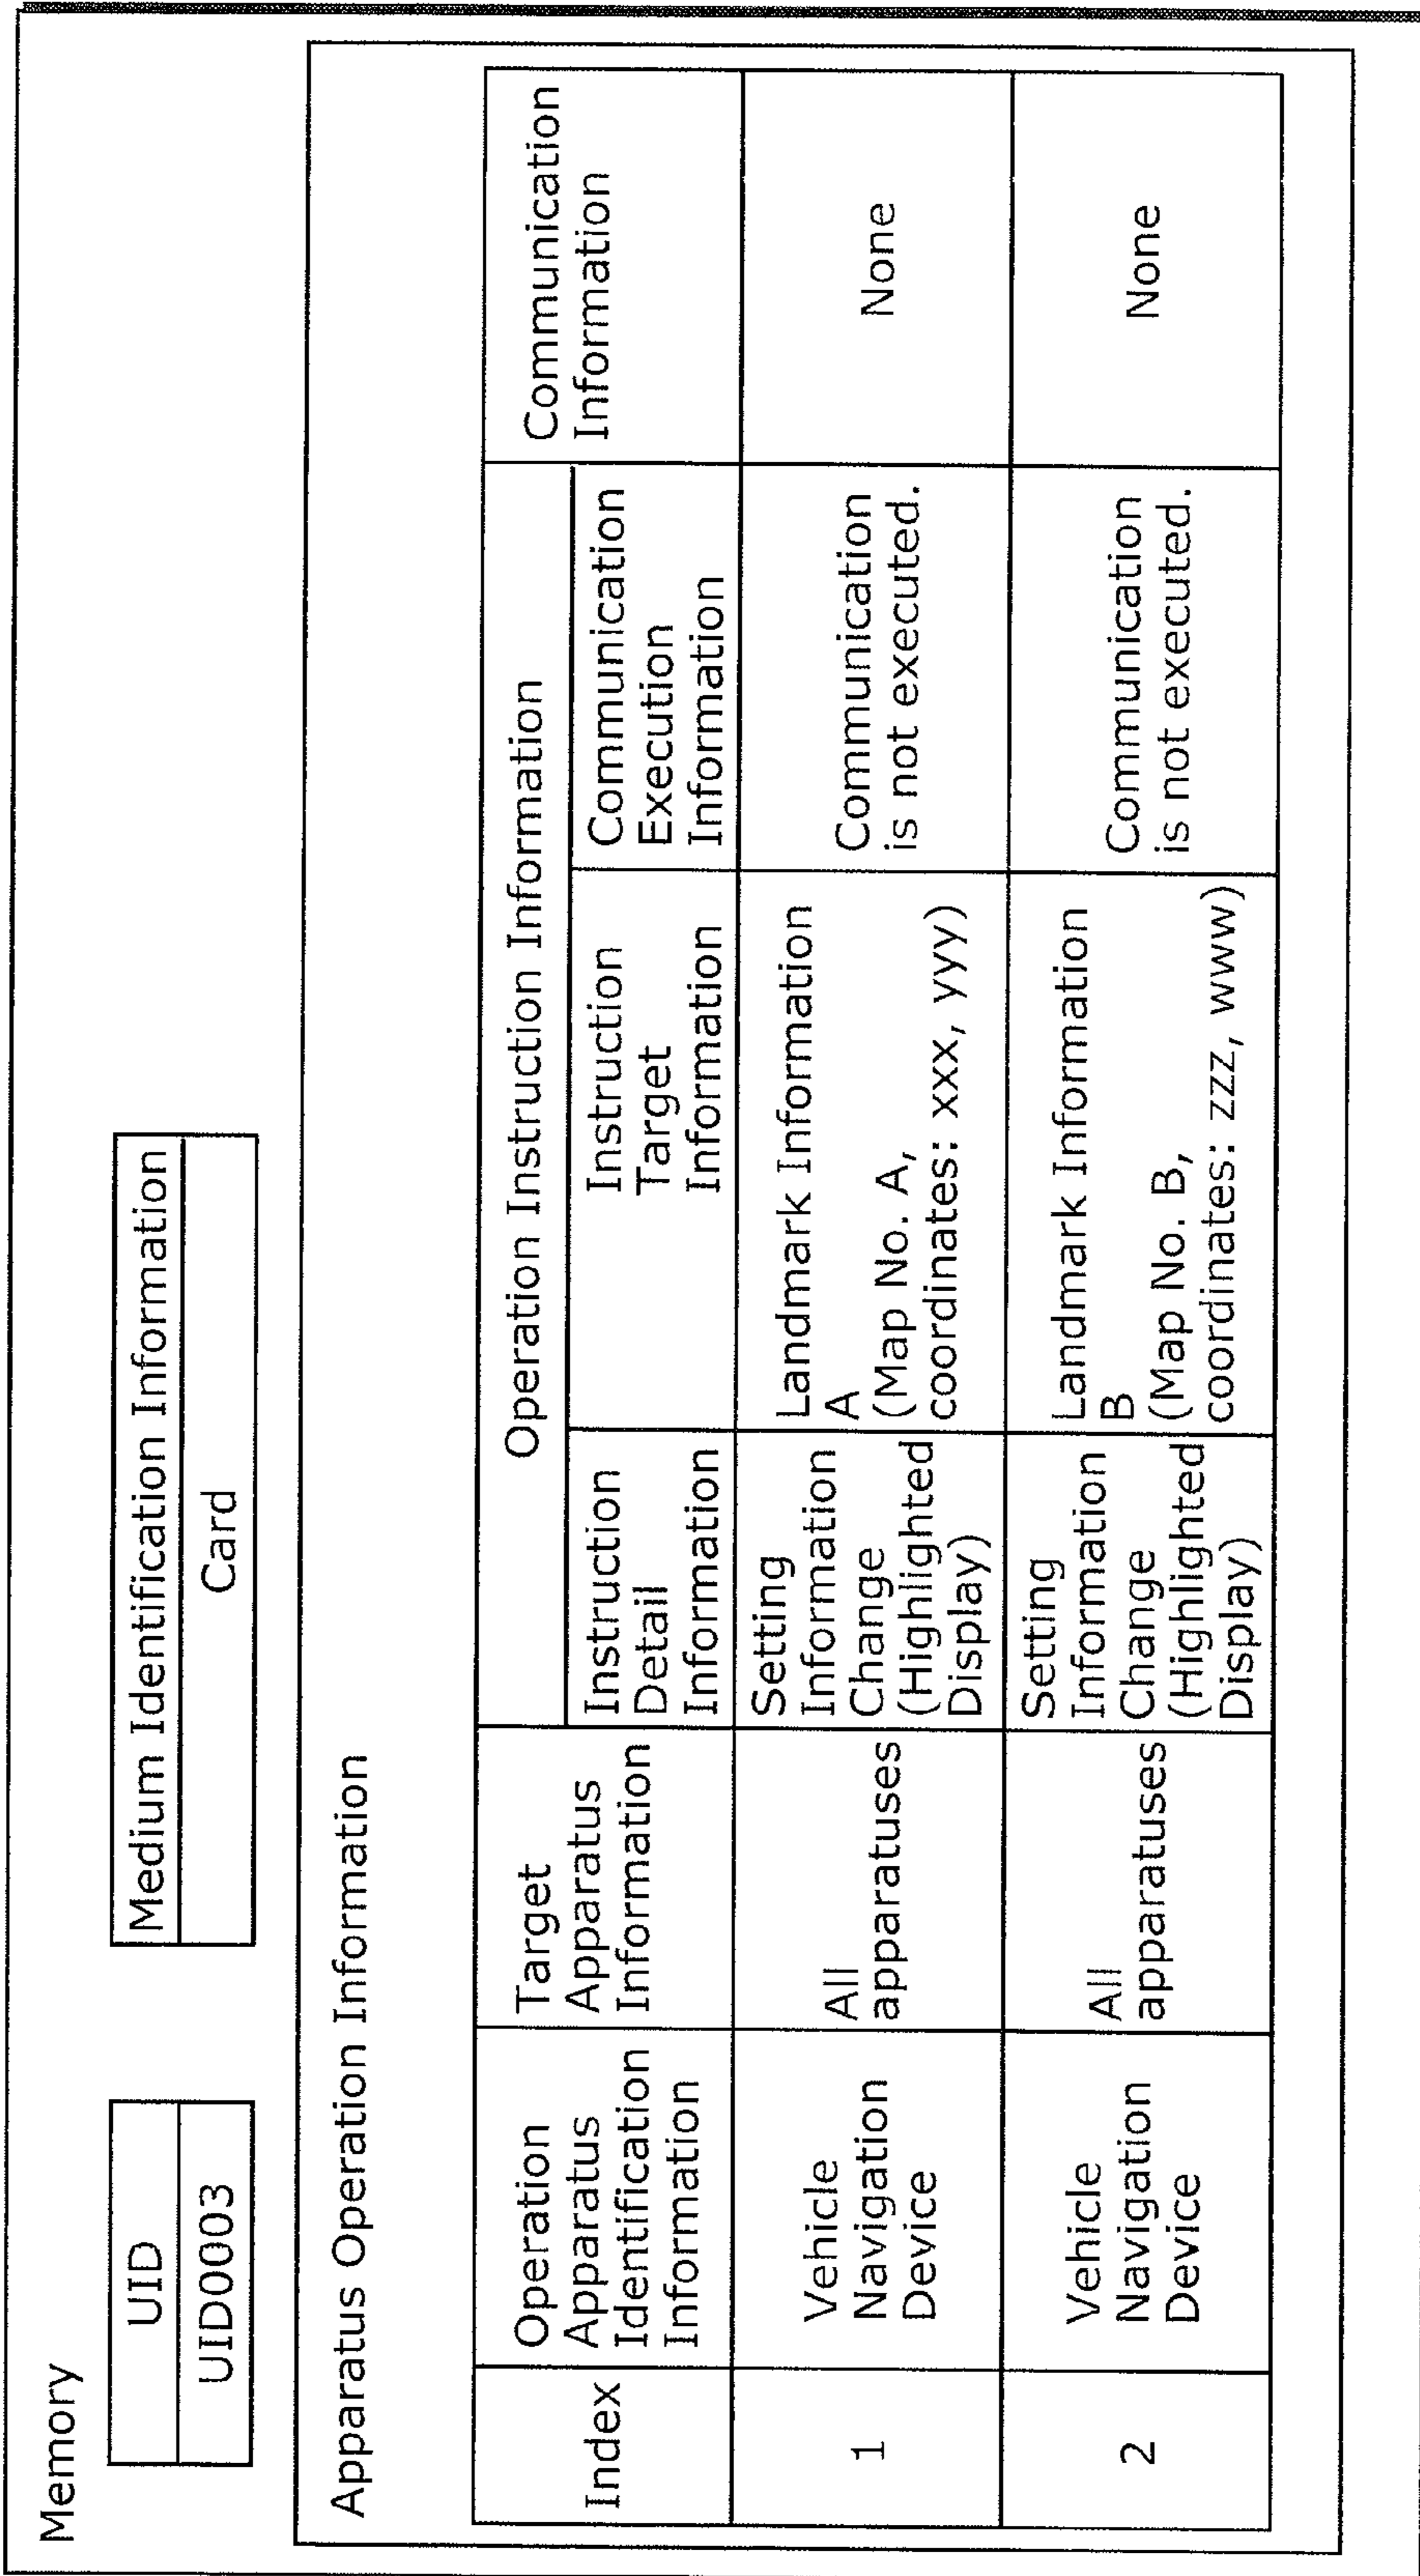 Memory
UID
UID0003
Medium Identification Information
Card
Apparatus Operation Information
Index
Operation
Apparatus
Identification
Information
Target
Apparatus
Information
Operation Instruction Information
Instruction
Detail
Information
Instruction
Target
Information
Communication
Execution
Information
Communication
Information
1
Vehicle
Navigation
Device
All
apparatuses
Setting
Information
Change
(Highlighted
Display)
Landmark Information
A
(Map No. A,
coordinates: xxx, yyy)
Communication
is not executed.
None
2
Vehicle
Navigation
Device
All
apparatuses
Setting
Information
Change
(Highlighted
Display)
Landmark Information
B
(Map No. B,
coordinates: zzz, www)
Communication
is not executed.
None